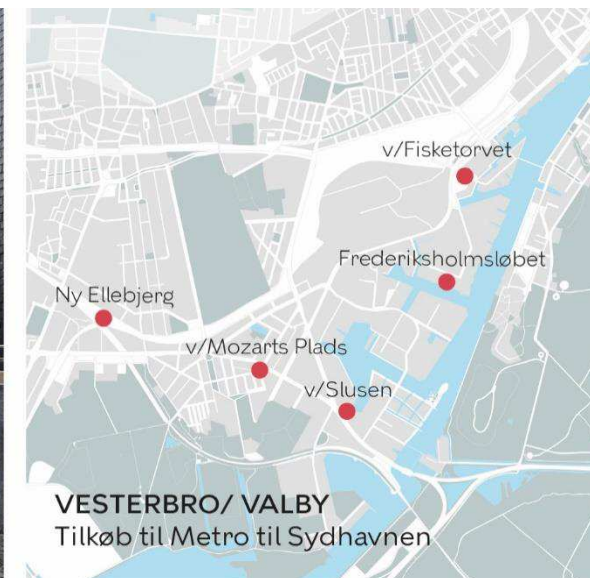 v/Fisketorvet
Frederiksholmsløbet
Ny Ellebjerg
v/Mozarts Plads
v/Slusen
VESTERBRO/ VALBY
Tilkøb til Metro til Sydhavnen